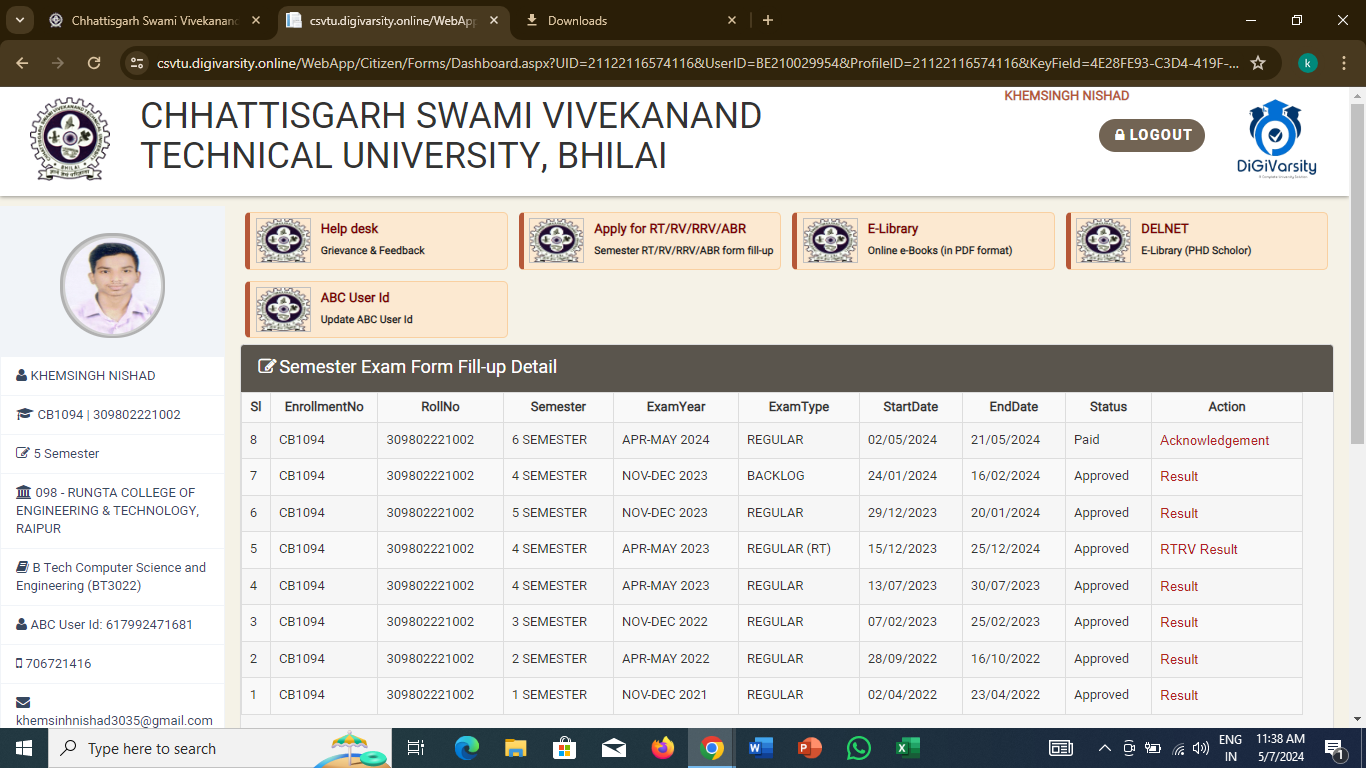 Chhattisgarh Swami Vivekanand
csvtu.digivarsity.online/WebApp
Downloads
csvtu.digivarsity.online/WebApp/Citizen/Forms/Dashboard.aspx?UID=21122116574116&UserID=BE210029954&ProfileID=21122116574116&KeyField=4E28FE93-C3D4-419F-...
k
CHHATTISGARH SWAMI VIVEKANAND
TECHNICAL UNIVERSITY, BHILAI
KHEMSINGH NISHAD
LOGOUT
DiGiVarsity
Help desk
Grievance & Feedback
Apply for RT/RV/RRV/ABR
Semester RT/RV/RRV/ABR form fill-up
E-Library
Online e-Books (in PDF format)
DELNET
E-Library (PHD Scholor)
ABC User Id
Update ABC User Id
KHEMSINGH NISHAD
CB1094 | 309802221002
5 Semester
098 - RUNGTA COLLEGE OF
ENGINEERING & TECHNOLOGY,
RAIPUR
B Tech Computer Science and
Engineering (BT3022)
ABC User Id: 617992471681
706721416
khemsinhnishad3035@gmail.com
Semester Exam Form Fill-up Detail
Sl EnrollmentNo RollNo Semester ExamYear ExamType StartDate EndDate Status Action
8 CB1094 309802221002 6 SEMESTER APR-MAY 2024 REGULAR 02/05/2024 21/05/2024 Paid Acknowledgement
7 CB1094 309802221002 4 SEMESTER NOV-DEC 2023 BACKLOG 24/01/2024 16/02/2024 Approved Result
6 CB1094 309802221002 5 SEMESTER NOV-DEC 2023 REGULAR 29/12/2023 20/01/2024 Approved Result
5 CB1094 309802221002 4 SEMESTER APR-MAY 2023 REGULAR (RT) 15/12/2023 25/12/2024 Approved RTRV Result
4 CB1094 309802221002 4 SEMESTER APR-MAY 2023 REGULAR 13/07/2023 30/07/2023 Approved Result
3 CB1094 309802221002 3 SEMESTER NOV-DEC 2022 REGULAR 07/02/2023 25/02/2023 Approved Result
2 CB1094 309802221002 2 SEMESTER APR-MAY 2022 REGULAR 28/09/2022 16/10/2022 Approved Result
1 CB1094 309802221002 1 SEMESTER NOV-DEC 2021 REGULAR 02/04/2022 23/04/2022 Approved Result
Type here to search
ENG
IN
11:38 AM
5/7/2024
1